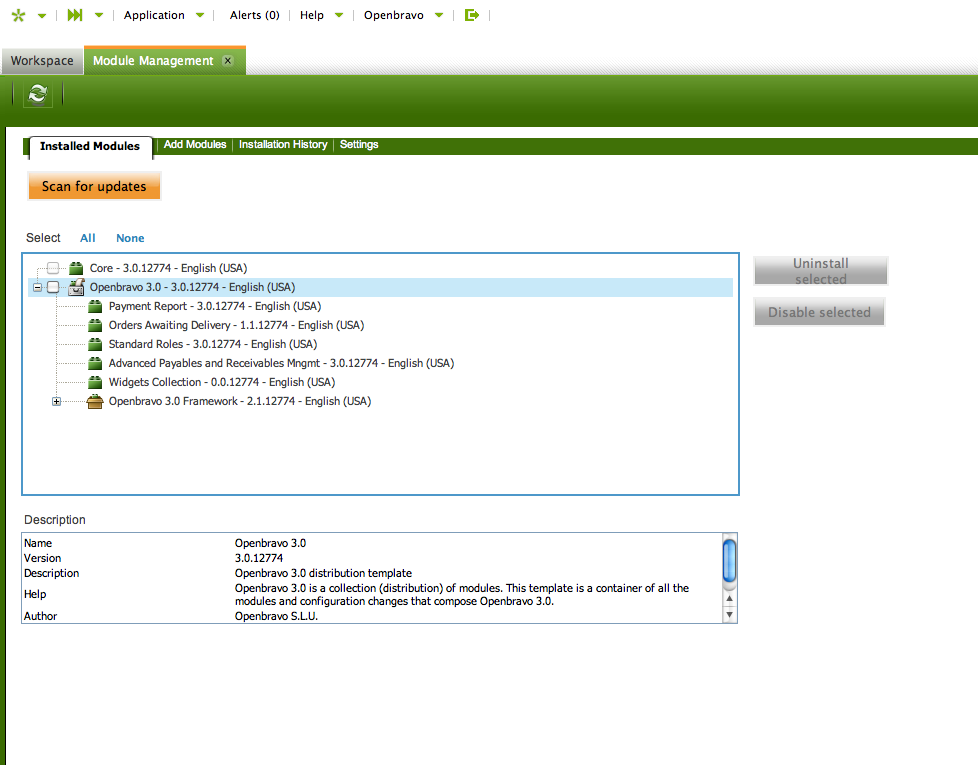 Application Alerts (0) Help Openbravo
Workspace Module Management
Installed Modules Add Modules Installation History Settings
Scan for updates
Select All None
Core - 3.0.12774 - English (USA)
Openbravo 3.0 - 3.0.12774 - English (USA)
Payment Report - 3.0.12774 - English (USA)
Orders Awaiting Delivery - 1.1.12774 - English (USA)
Standard Roles - 3.0.12774 - English (USA)
Advanced Payables and Receivables Mngmt - 3.0.12774 - English (USA)
Widgets Collection - 0.0.12774 - English (USA)
Openbravo 3.0 Framework - 2.1.12774 - English (USA)
Uninstall
selected
Disable selected
Description
Name Openbravo 3.0
Version 3.0.12774
Description Openbravo 3.0 distribution template
Help Openbravo 3.0 is a collection (distribution) of modules. This template is a container of all the
modules and configuration changes that compose Openbravo 3.0.
Author Openbravo S.L.U.